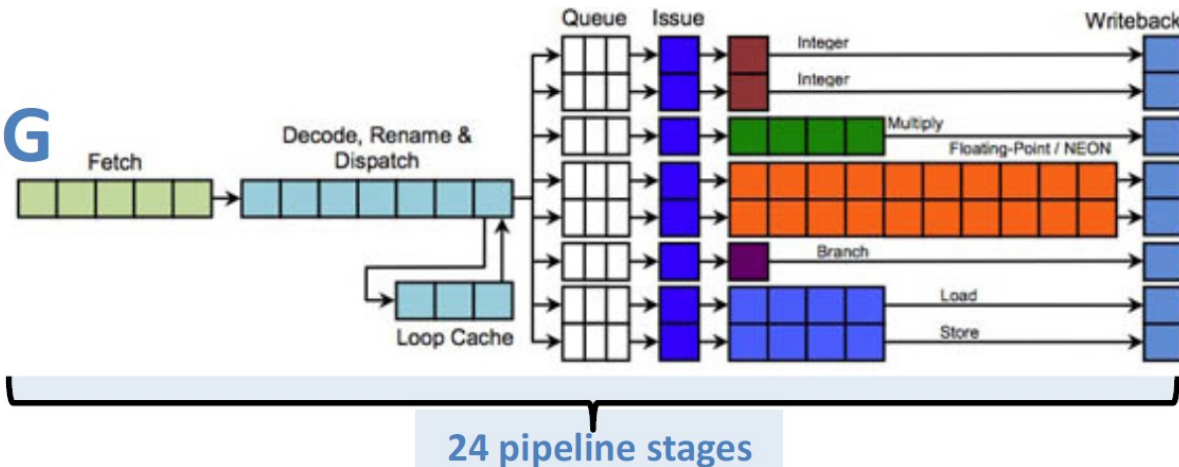 Queue Issue Writeback
Integer
Integer
G
Decode, Rename &
Dispatch
Multiply
Fetch
Floating-Point / NEON
Branch
Load
Loop Cache
Store
24 pipeline stages